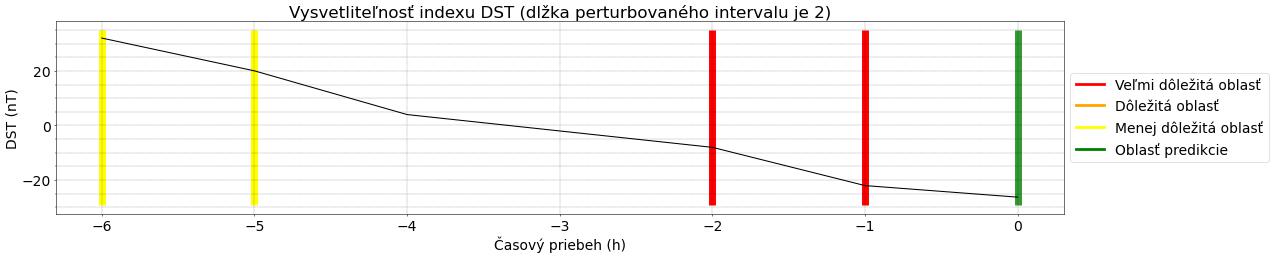 Vysvetliteľnosť indexu DST (dĺžka perturbovaného intervalu je 2)
DST (nT)
20
0
−20
−6 −5 −4 −3 −2 −1 0
Časový priebeh (h)
Veľmi dôležitá oblasť
Dôležitá oblasť
Menej dôležitá oblasť
Oblasť predikcie